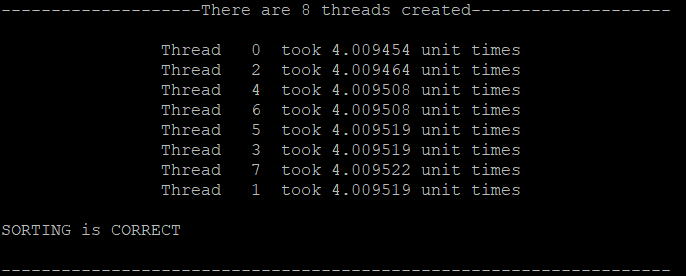 --------------------There are 8 threads created--------------------
Thread 0 took 4.009454 unit times
Thread 2 took 4.009464 unit times
Thread 4 took 4.009508 unit times
Thread 6 took 4.009508 unit times
Thread 5 took 4.009519 unit times
Thread 3 took 4.009519 unit times
Thread 7 took 4.009522 unit times
Thread 1 took 4.009519 unit times
SORTING is CORRECT
-------------------------------------------------------------------